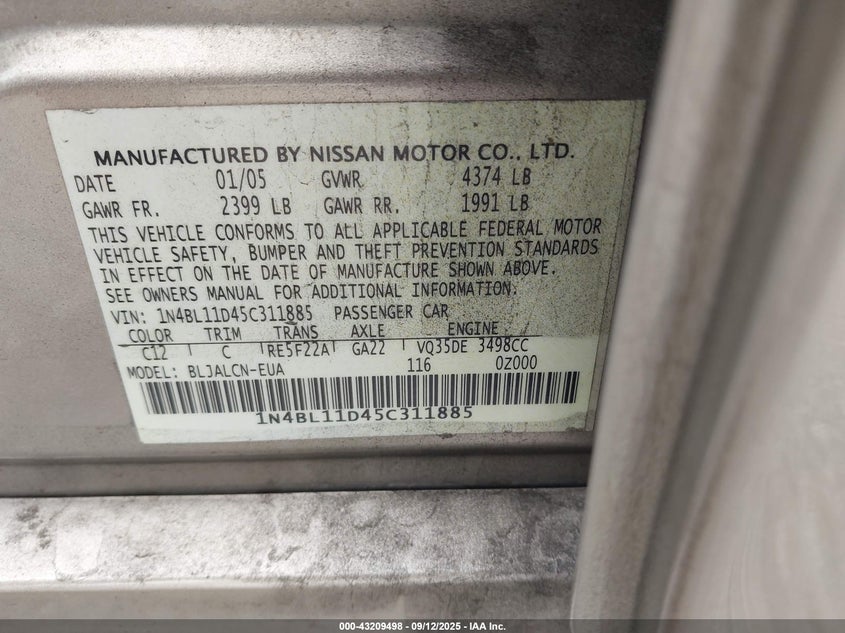 MANUFACTURED BY NISSAN MOTOR CO., LTD.
DATE 01/05 GVWR 4374 LB
GAWR FR. 2399 LB GAWR RR. 1991 LB
THIS VEHICLE CONFORMS TO ALL APPLICABLE FEDERAL MOTOR
VEHICLE SAFETY, BUMPER AND THEFT PREVENTION STANDARDS
IN EFFECT ON THE DATE OF MANUFACTURE SHOWN ABOVE.
SEE OWNERS MANUAL FOR ADDITIONAL INFORMATION.
VIN: 1N4BL11D45C311885 PASSENGER CAR
COLOR TRIM TRANS AXLE ENGINE
C12 C RE5F22A GA22 VQ35DE 3498CC
MODEL: BLJALCN-EUA 116 0Z000
1N4BL11D45C311885
000-43209498 - 09/12/2025 - IAA Inc.